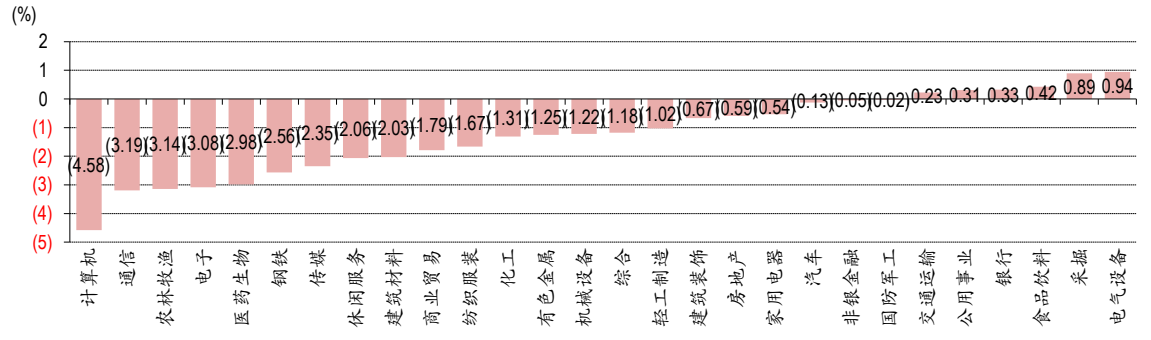 (%)
2
1
0
(1)
(2)
(3)
(4)
(5)
(4.58)
(3.19)
(3.14)
(3.08)
(2.98)
(2.56)
(2.35)
(2.06)
(2.03)
(1.79)
(1.67)
(1.31)
(1.25)
(1.22)
(1.18)
(1.02)
(0.67)
(0.59)
(0.54)
(0.13)
(0.05)
(0.02)
0.23
0.31
0.33
0.42
0.89
0.94
计算机
通信
农林牧渔
电子
医药生物
钢铁
传媒
休闲服务
建筑材料
商业贸易
纺织服装
化工
有色金属
机械设备
综合
轻工制造
建筑装饰
房地产
家用电器
汽车
非银金融
国防军工
交通运输
公用事业
银行
食品饮料
采掘
电气设备